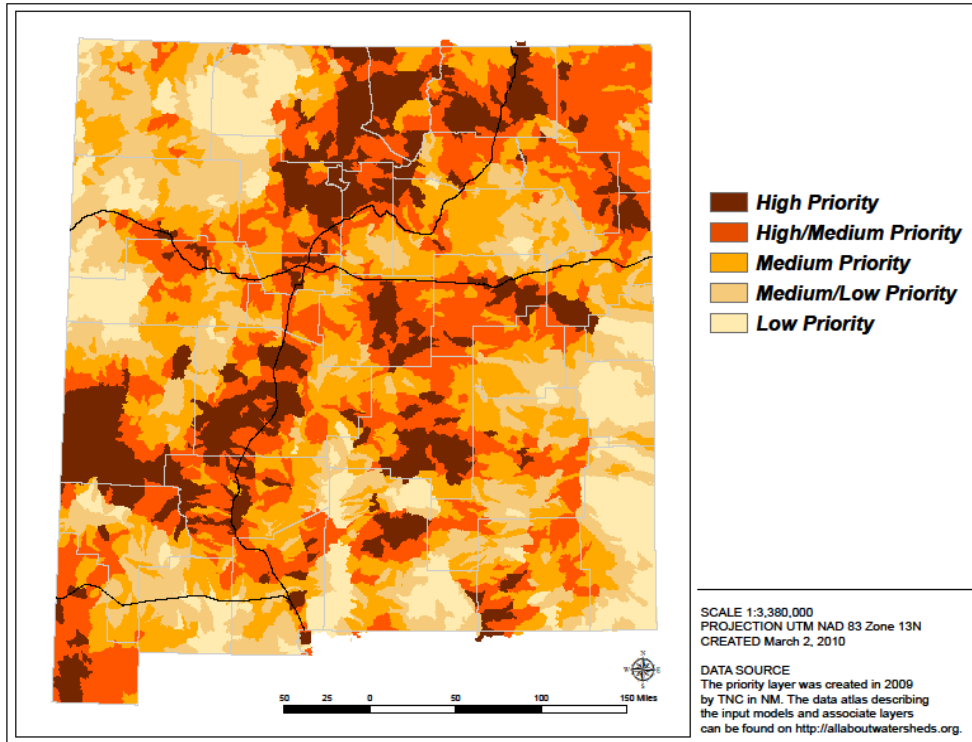 High Priority
High/Medium Priority
Medium Priority
Medium/Low Priority
Low Priority
SCALE 1:3,380,000
PROJECTION UTM NAD 83 Zone 13N
CREATED March 2, 2010
DATA SOURCE
The priority layer was created in 2009
by TNC in NM. The data atlas describing
the input models and associate layers
can be found on http://allaboutwatersheds.org.
N
W E
S
50 25 0 50 100 150 Miles